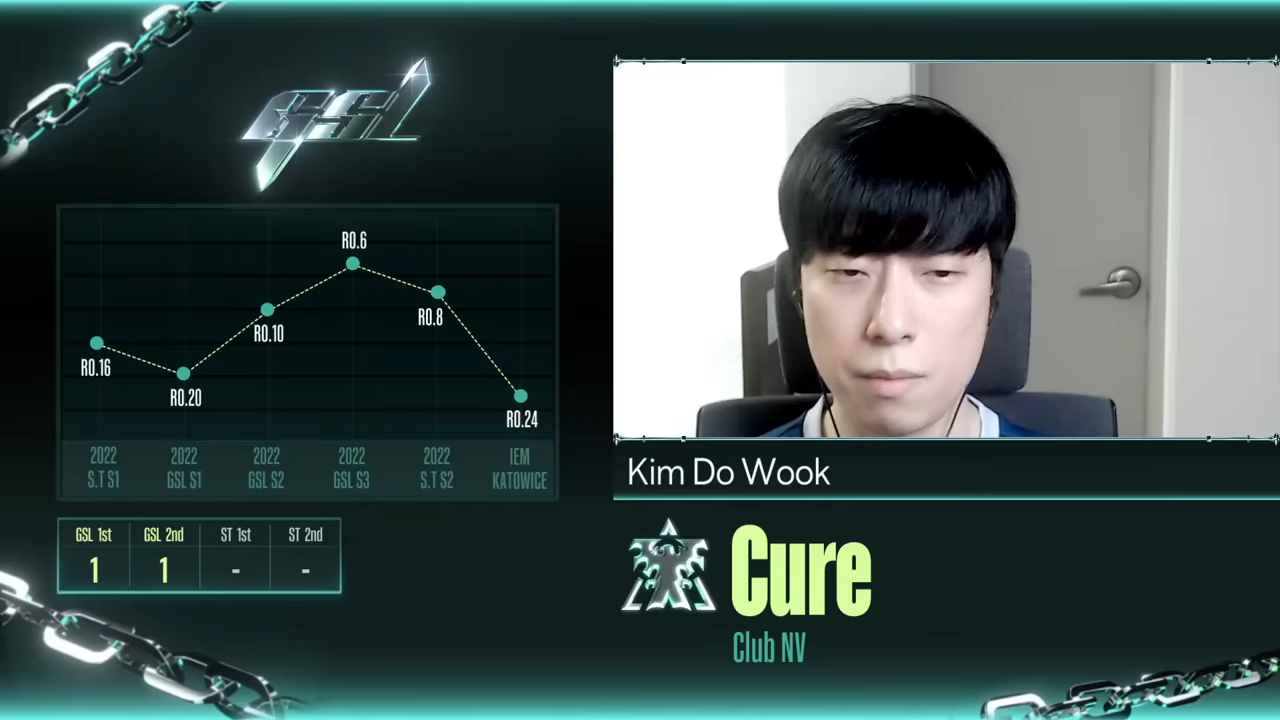 GSL
RO.6
RO.8
RO.10
RO.16
RO.20
RO.24
2022 2022 2022 2022 2022 IEM
S.T S1 GSL S1 GSL S2 GSL S3 S.T S2 KATOWICE
GSL 1st GSL 2nd ST 1st ST 2nd
1 1 - -
Kim Do Wook
Cure
Club NV